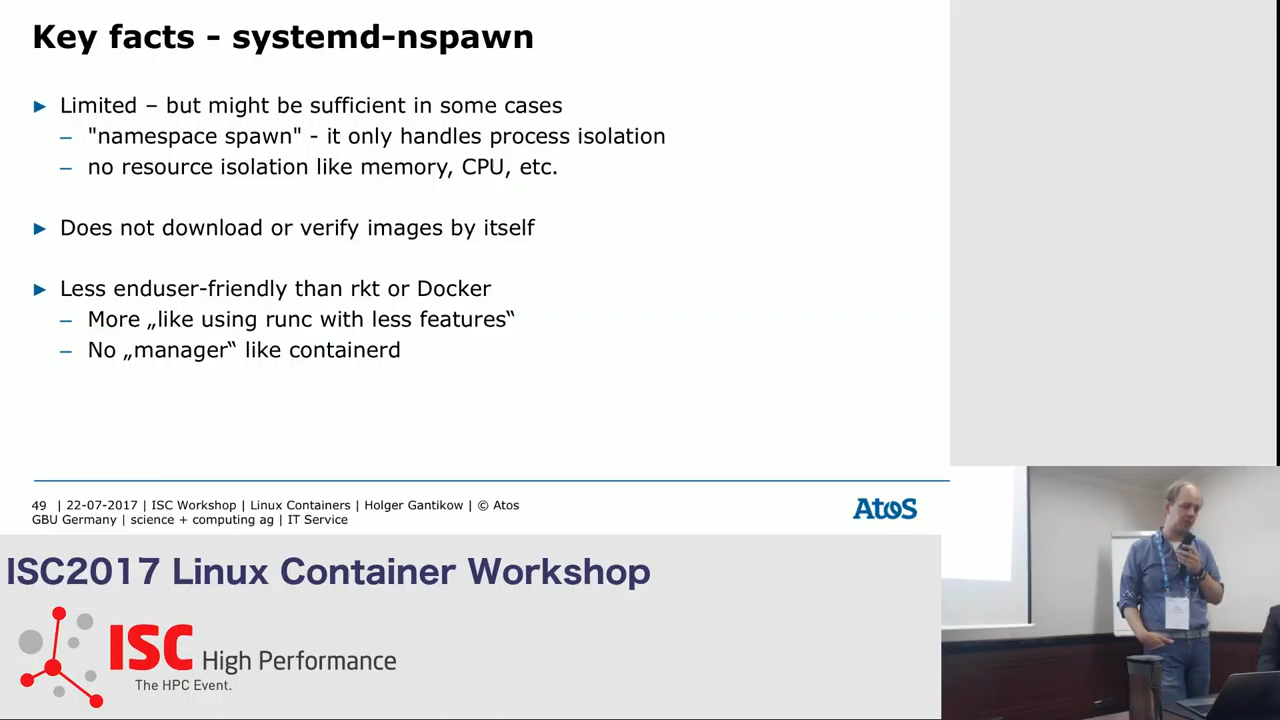 Key facts - systemd-nspawn
► Limited – but might be sufficient in some cases
– "namespace spawn" - it only handles process isolation
– no resource isolation like memory, CPU, etc.
► Does not download or verify images by itself
► Less enduser-friendly than rkt or Docker
– More „like using runc with less features“
– No „manager“ like containerd
49 | 22-07-2017 | ISC Workshop | Linux Containers | Holger Gantikow | © Atos
GBU Germany | science + computing ag | IT Service
Atos
ISC2017 Linux Container Workshop
ISC High Performance
The HPC Event.